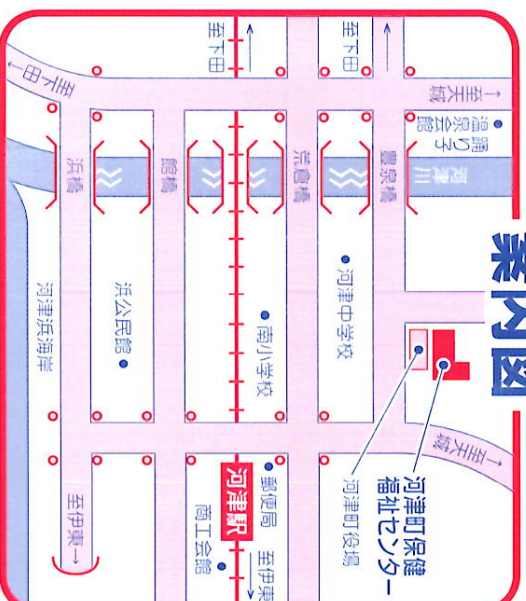 案内図
←至天城
踊り子
温泉会館
河津川
豊泉橋
荒倉橋
館橋
浜橋
至下田
至下田
至下田
←至天城
河津町保健
福祉センター
河津町役場
河津中学校
南小学校
浜公民館
河津浜海岸
郵便局
河津駅
商工会館
至伊東
至伊東→